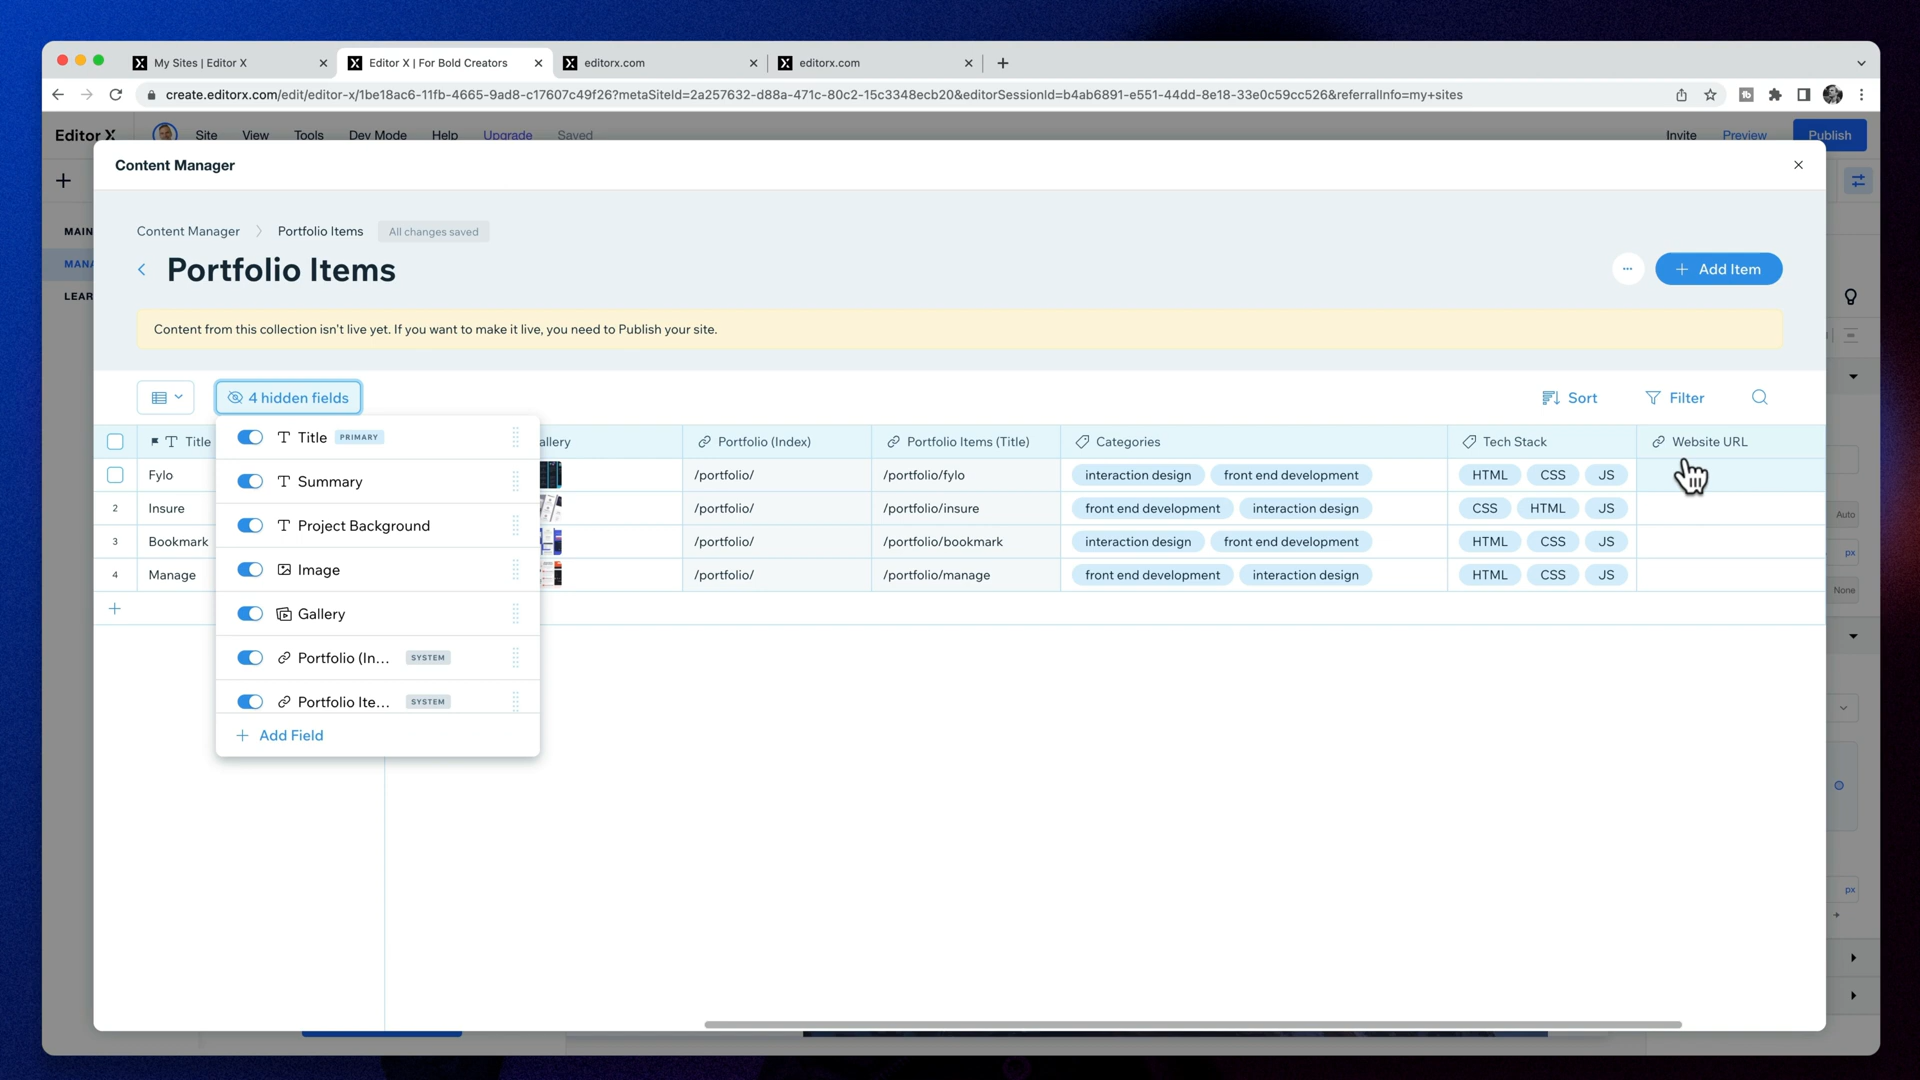 My Sites | Editor X
Editor X | For Bold Creators
editorx.com
editorx.com
create.editorx.com/edit/editor-x/1be18ac6-11fb-4665-9ad8-c17607c49f26?metaSiteId=2a257632-d88a-471c-80c2-15c3348ecb20&editorSessionId=b4ab6891-e551-44dd-8e18-33e0c59cc526&referralInfo=my+sites
Editor X Site View Tools Dev Mode Help Upgrade Saved Invite Preview Publish
Content Manager
MAIN
MANA
LEAR
Content Manager > Portfolio Items All changes saved
Portfolio Items
Add Item
Content from this collection isn't live yet. If you want to make it live, you need to Publish your site.
4 hidden fields Sort Filter
Title allery Portfolio (Index) Portfolio Items (Title) Categories Tech Stack Website URL
Fylo /portfolio/ /portfolio/fylo interaction design front end development HTML CSS JS
2 Insure /portfolio/ /portfolio/insure front end development interaction design CSS HTML JS
3 Bookmark /portfolio/ /portfolio/bookmark interaction design front end development HTML CSS JS
4 Manage /portfolio/ /portfolio/manage front end development interaction design HTML CSS JS
Title PRIMARY
Summary
Project Background
Image
Gallery
Portfolio (In... SYSTEM
Portfolio Ite... SYSTEM
+ Add Field
Auto
px
None
px